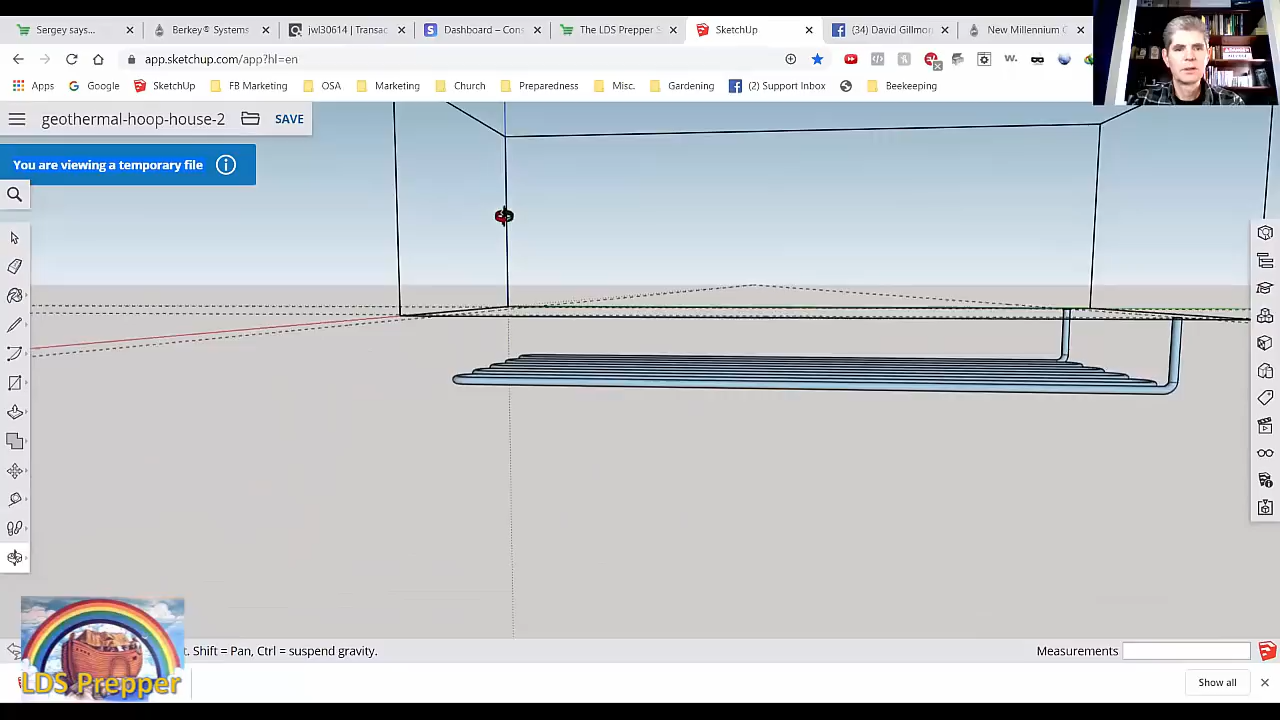 Sergey says...
Berkey® Systems
jwl30614 | Transac
Dashboard – Con
The LDS Prepper S
SketchUp
(34) David Gillmor
New Millennium C
app.sketchup.com/app?hl=en
Apps
Google
SketchUp
FB Marketing
OSA
Marketing
Church
Preparedness
Misc.
Gardening
(2) Support Inbox
Beekeeping
geothermal-hoop-house-2
SAVE
You are viewing a temporary file
t. Shift = Pan, Ctrl = suspend gravity.
Measurements
LDS Prepper
Show all